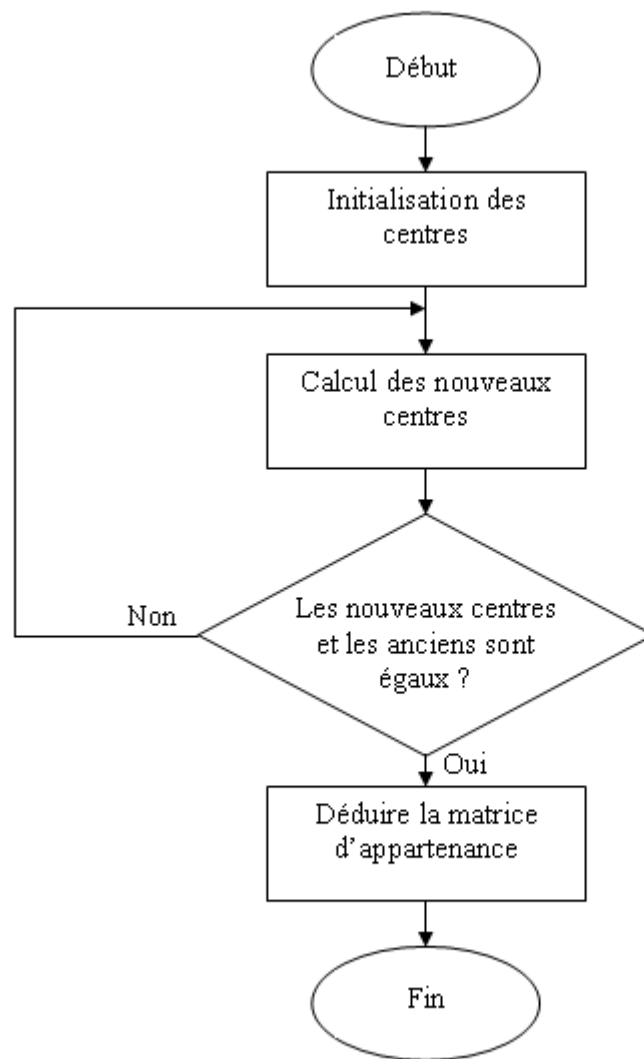 Début
Initialisation des
centres
Calcul des nouveaux
centres
Non
Les nouveaux centres
et les anciens sont
égaux ?
Oui
Déduire la matrice
d'appartenance
Fin